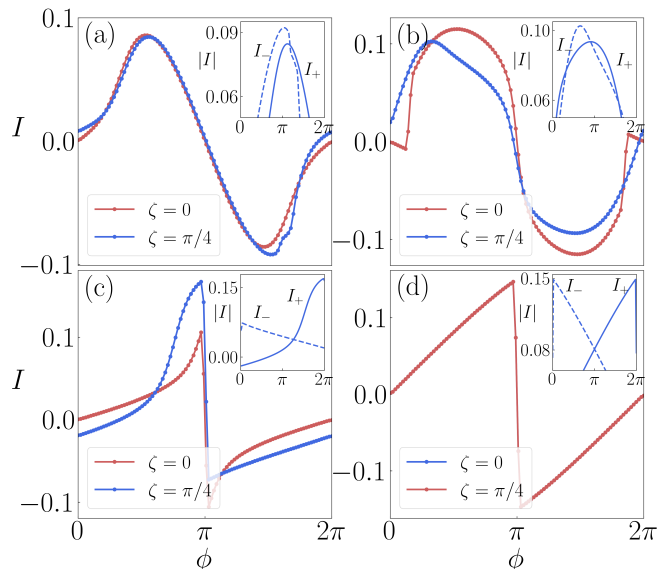 (a)
0.1
0.0
−0.1
I
|I|
0.09
0.06
I−
I+
0
π
2π
ζ = 0
ζ = π/4
(b)
0.1
0.0
−0.1
|I|
0.10
0.06
I−
I+
0
π
2π
ζ = 0
ζ = π/4
(c)
0.1
0.0
−0.1
I
|I|
0.15
0.00
I−
I+
0
π
2π
ζ = 0
ζ = π/4
0
π
2π
ϕ
(d)
0.1
0.0
−0.1
|I|
0.15
0.08
I−
I+
0
π
2π
ζ = 0
ζ = π/4
0
π
2π
ϕ